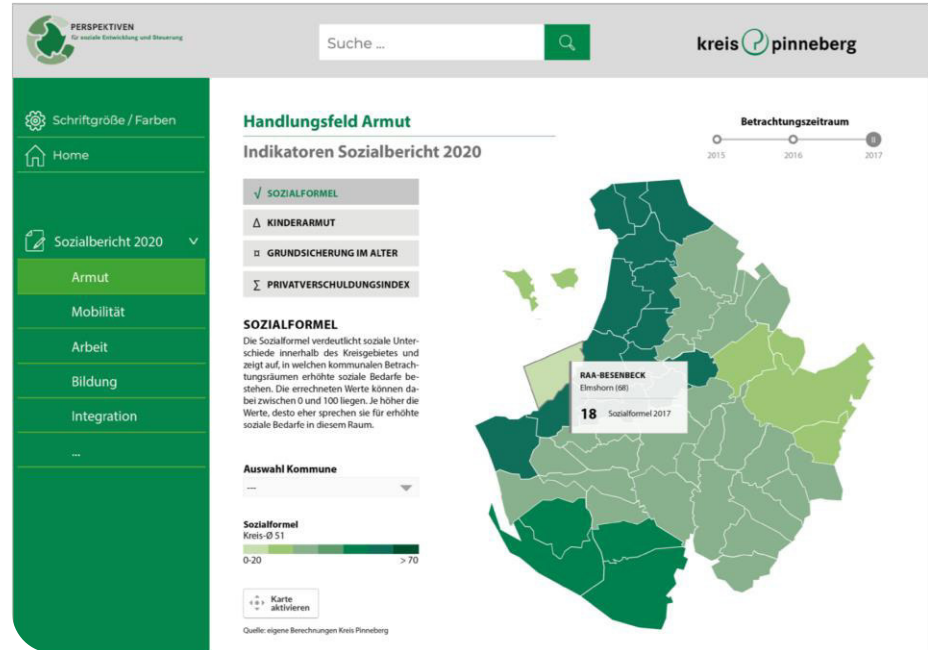 PERSPEKTIVEN
für soziale Entwicklung und Steuerung
Suche ...
kreis pinneberg
Schriftgröße / Farben
Home
Sozialbericht 2020
Armut
Mobilität
Arbeit
Bildung
Integration
...
Handlungsfeld Armut
Indikatoren Sozialbericht 2020
√ SOZIALFORMEL
Δ KINDERARMUT
¤ GRUNDSICHERUNG IM ALTER
∑ PRIVATVERSCHULDUNGSINDEX
SOZIALFORMEL
Die Sozialformel verdeutlicht soziale Unter-
schiede innerhalb des Kreisgebietes und
zeigt auf, in welchen kommunalen Betrach-
tungsräumen erhöhte soziale Bedarfe be-
stehen. Die errechneten Werte können da-
bei zwischen 0 und 100 liegen. Je höher die
Werte, desto eher sprechen sie für erhöhte
soziale Bedarfe in diesem Raum.
Auswahl Kommune
---
Sozialformel
Kreis-Ø 51
0-20 > 70
Karte
aktivieren
Quelle: eigene Berechnungen Kreis Pinneberg
Betrachtungszeitraum
2015 2016 2017
RAA-BESENBECK
Elmshorn (68)
18 Sozialformel 2017